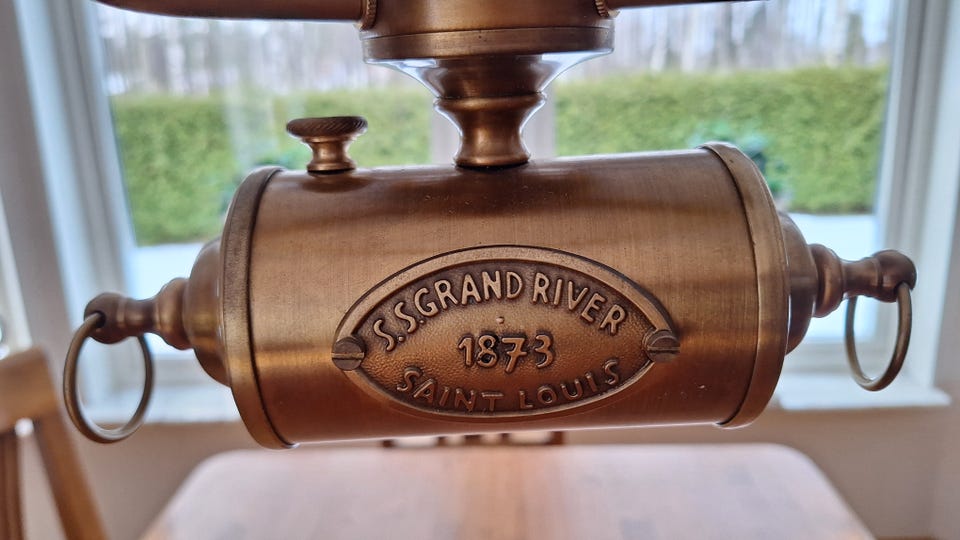 S.S.GRAND RIVER
1873
SAINT LOUIS